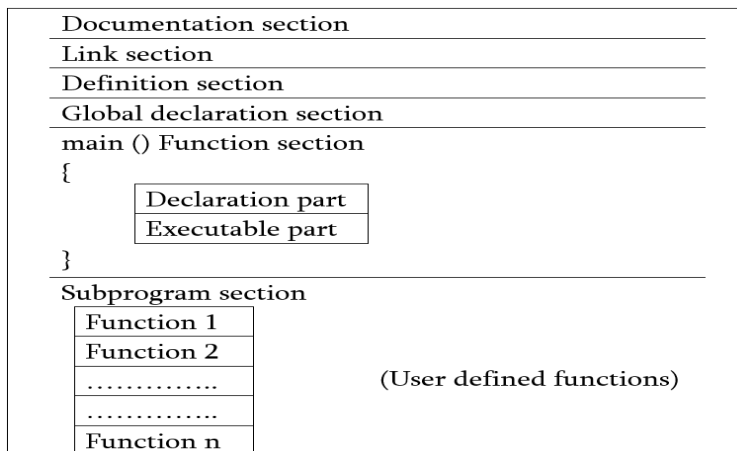 Documentation section
Link section
Definition section
Global declaration section
main () Function section
{
Declaration part
Executable part
}
Subprogram section
Function 1
Function 2
…………..
(User defined functions)
…………..
Function n